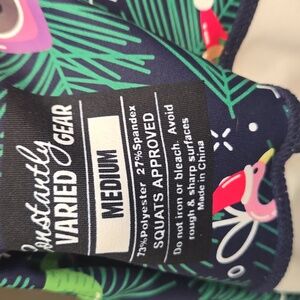 Constantly
VARIED GEAR
MEDIUM
73%Polyester 27%Spandex
SQUATS APPROVED
Do not iron or bleach. Avoid
rough & sharp surfaces
Made in China